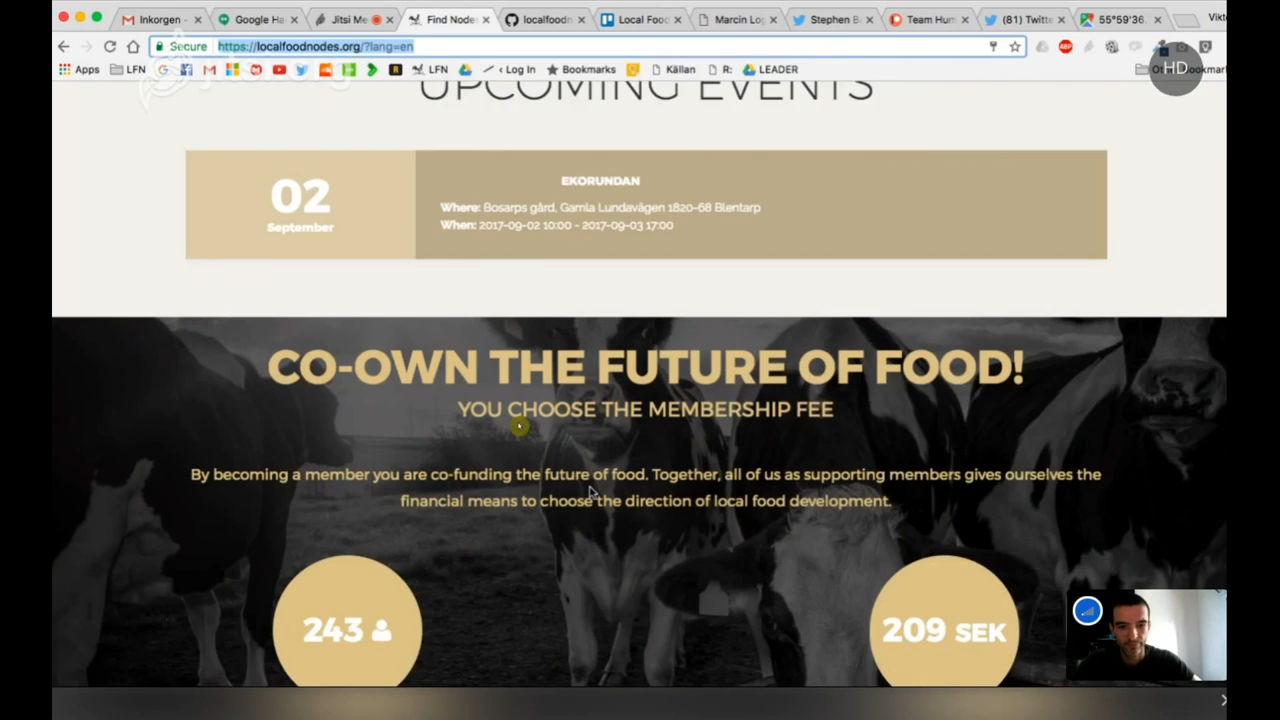 Inkorgen -
Google Ha
Jitsi Me
Find Node
localfoodn
Local Food
Marcin Lo
Stephen B
Team Hum
(81) Twitte
55°59'36.
Vikto
Secure
https://localfoodnodes.org/?lang=en
Apps
LFN
LFN
‹ Log In
Bookmarks
Källan
R:
LEADER
HD
UPCOMING EVENTS
02
September
EKORUNDAN
Where: Bosarps gård, Gamla Lundavägen 1820-68 Blentarp
When: 2017-09-02 10:00 - 2017-09-03 17:00
CO-OWN THE FUTURE OF FOOD!
YOU CHOOSE THE MEMBERSHIP FEE
By becoming a member you are co-funding the future of food. Together, all of us as supporting members gives ourselves the
financial means to choose the direction of local food development.
243
209 SEK